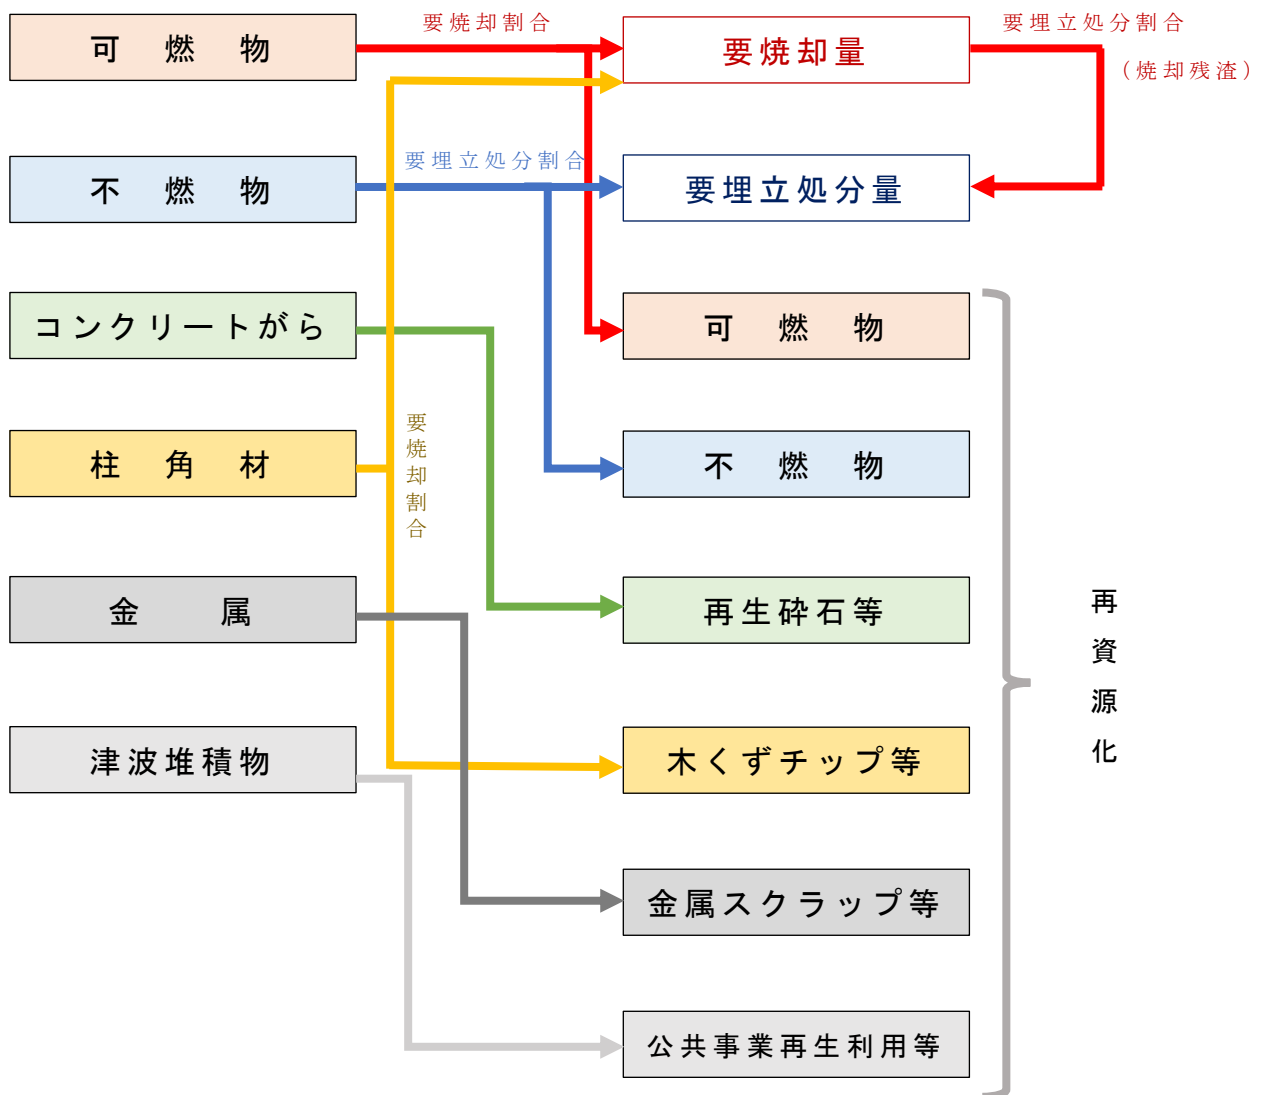 要焼却割合
要埋立処分割合
可燃物
要焼却量
（焼却残渣）
要埋立処分割合
不燃物
要埋立処分量
コンクリートがら
可燃物
要焼却割合
柱角材
不燃物
金属
再生砕石等
再資源化
津波堆積物
木くずチップ等
金属スクラップ等
公共事業再生利用等